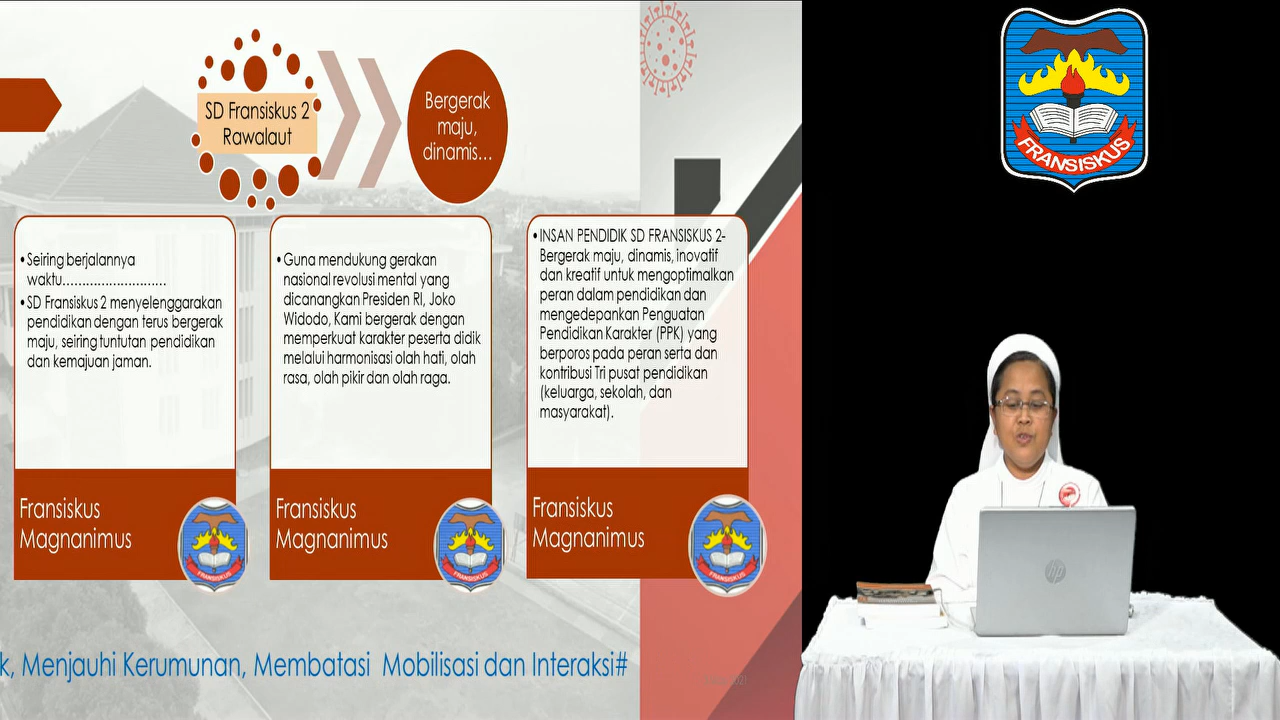 SD Fransiskus 2
Rawalaut
Bergerak
maju,
dinamis...
FRANSISKUS
•Seiring berjalannya
waktu..........................
•SD Fransiskus 2 menyelenggarakan
pendidikan dengan terus bergerak
maju, seiring tuntutan pendidikan
dan kemajuan jaman.
Fransiskus
Magnanimus
FRANSISKUS
•Guna mendukung gerakan
nasional revolusi mental yang
dicanangkan Presiden RI, Joko
Widodo, Kami bergerak dengan
memperkuat karakter peserta didik
melalui harmonisasi olah hati, olah
rasa, olah pikir dan olah raga.
Fransiskus
Magnanimus
FRANSISKUS
•INSAN PENDIDIK SD FRANSISKUS 2-
Bergerak maju, dinamis, inovatif
dan kreatif untuk mengoptimalkan
peran dalam pendidikan dan
mengedepankan Penguatan
Pendidikan Karakter (PPK) yang
berporos pada peran serta dan
kontribusi Tri pusat pendidikan
(keluarga, sekolah, dan
masyarakat).
Fransiskus
Magnanimus
FRANSISKUS
hp
k, Menjauhi Kerumunan, Membatasi Mobilisasi dan Interaksi#